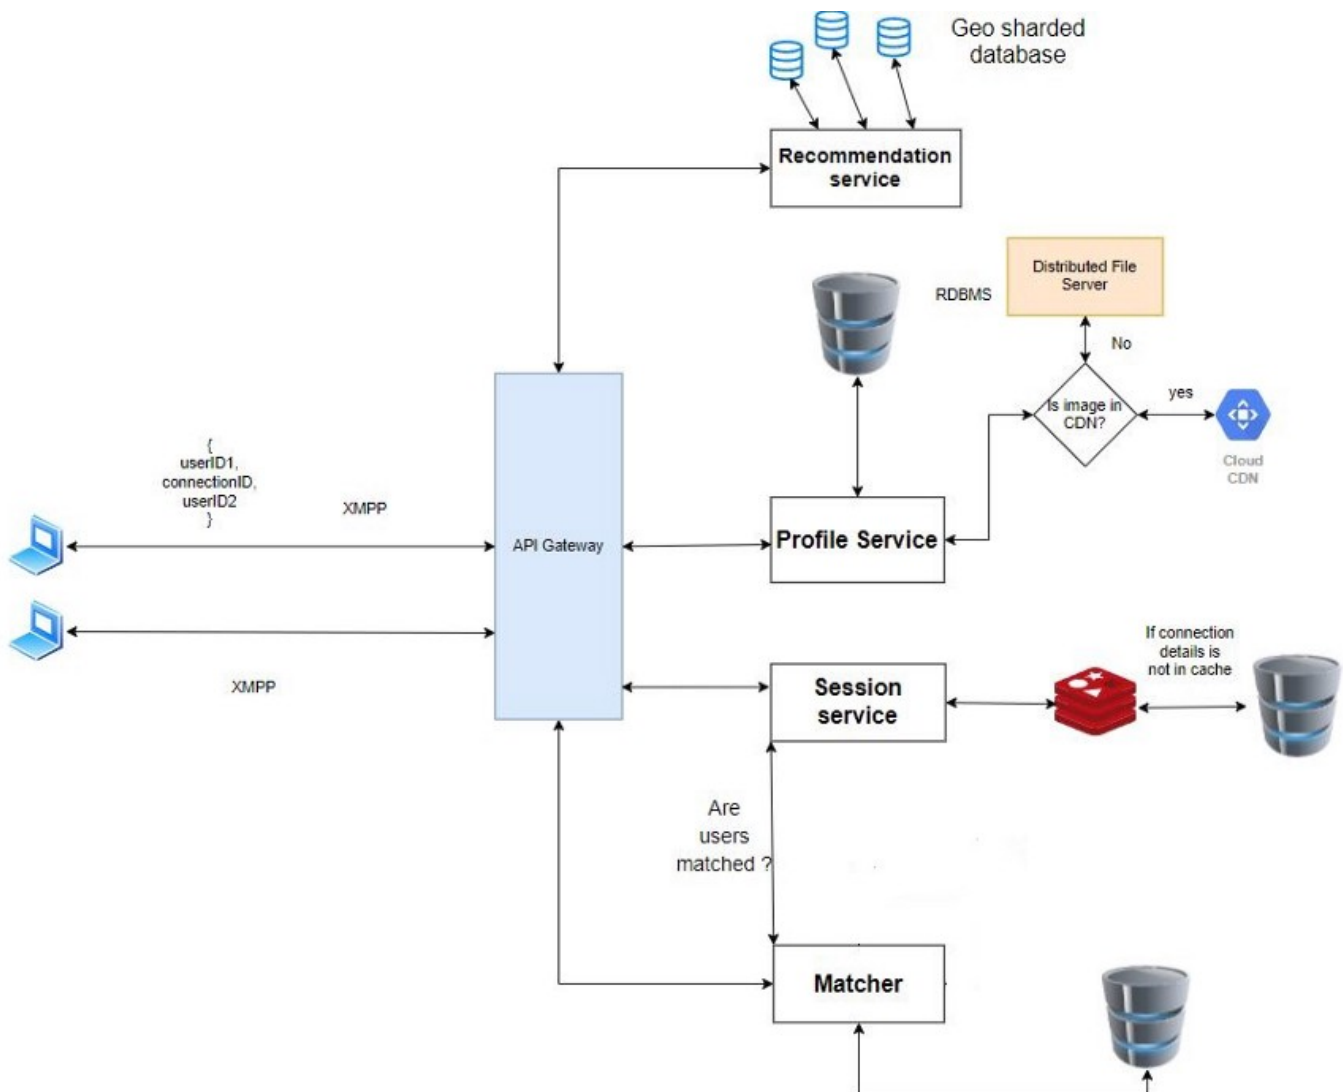 Geo sharded
database
Recommendation
service
Distributed File
Server
RDBMS
No
Is image in
CDN?
yes
Cloud
CDN
{
userID1,
connectionID,
userID2
}
XMPP
API Gateway
Profile Service
XMPP
Session
service
If connection
details is
not in cache
Are
users
matched ?
Matcher